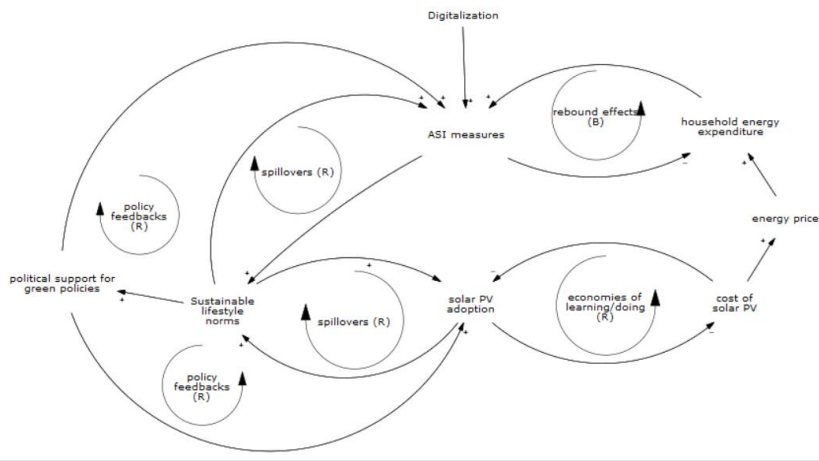 Digitalization
rebound effects
(B)
household energy
expenditure
ASI measures
spillovers (R)
policy
feedbacks
(R)
energy price
political support for
green policies
Sustainable
lifestyle
norms
spillovers (R)
solar PV
adoption
economies of
learning/doing
(R)
cost of
solar PV
policy
feedbacks
(R)